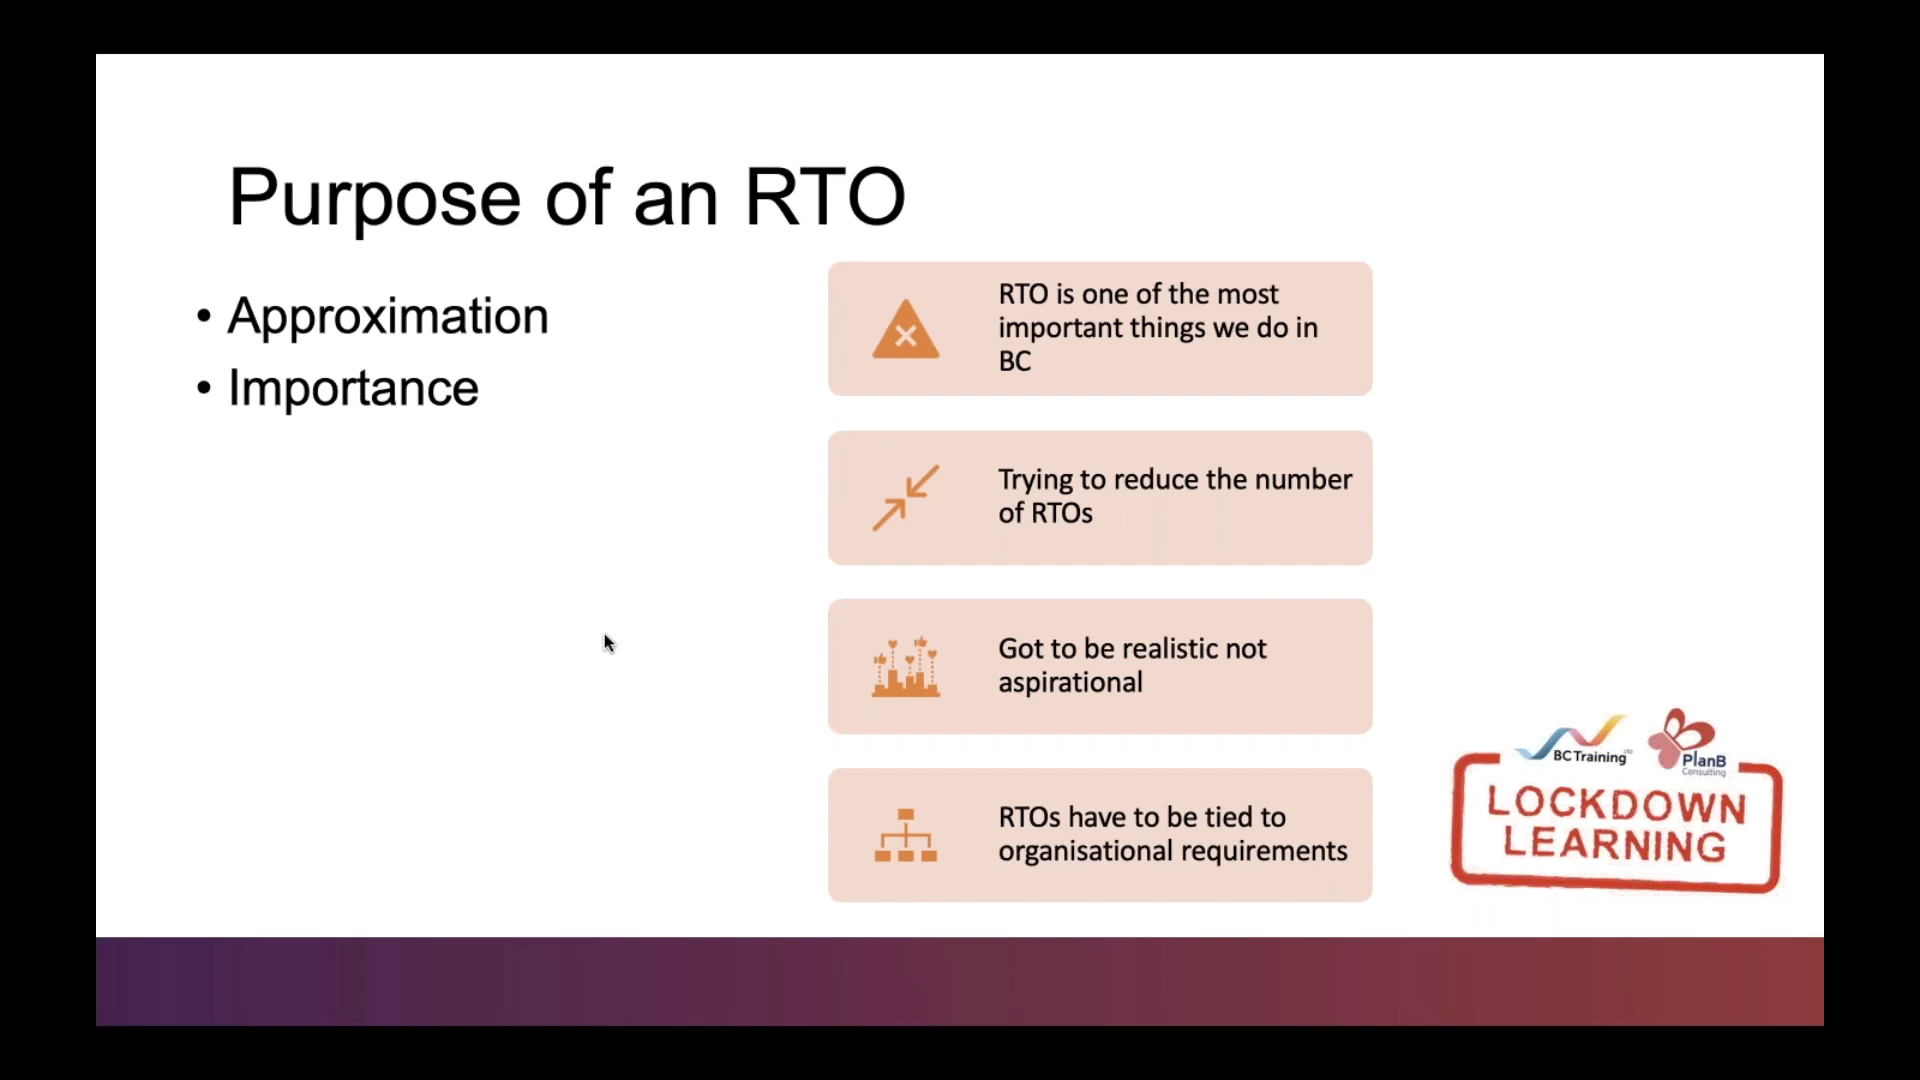 Purpose of an RTO
• Approximation
• Importance
RTO is one of the most
important things we do in
BC
Trying to reduce the number
of RTOs
Got to be realistic not
aspirational
RTOs have to be tied to
organisational requirements
BC Training Ltd
PlanB
Consulting
LOCKDOWN
LEARNING